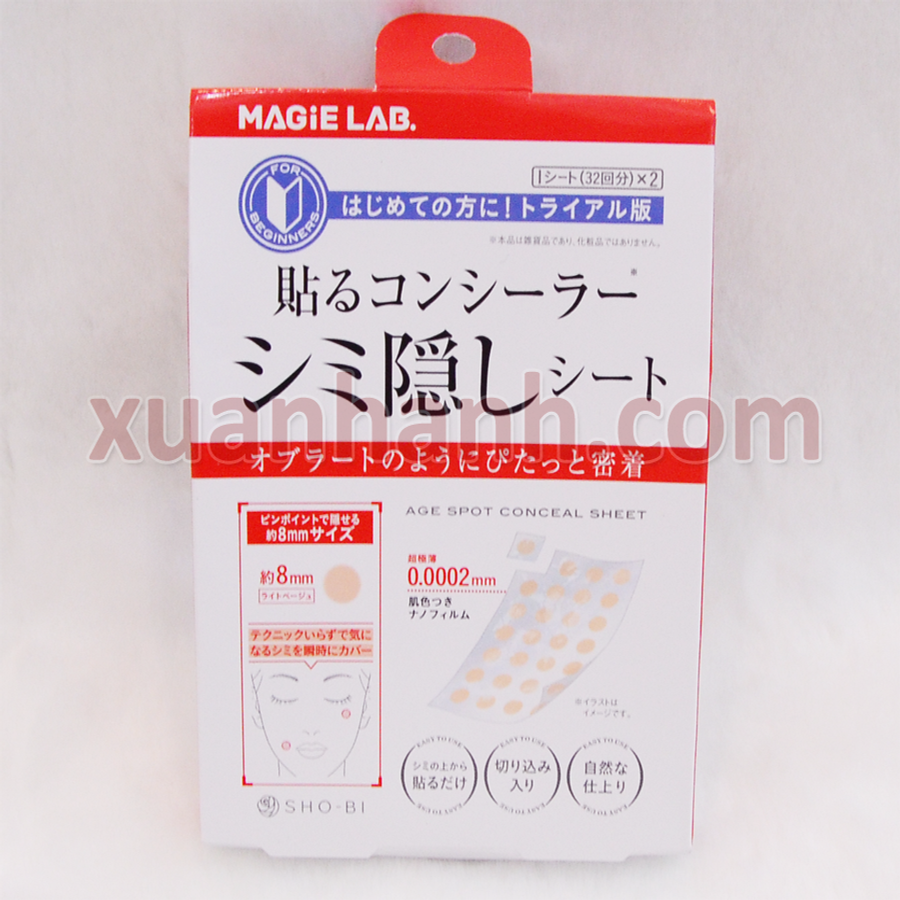 MAGiE LAB.
FOR BEGINNERS
1シート(32回分)×2
はじめての方に!トライアル版
※本品は雑貨品であり、化粧品ではありません。
貼るコンシーラー※
シミ隠しシート
xuanhanh.com
オブラートのようにぴたっと密着
ピンポイントで隠せる
約8mmサイズ
約8mm
ライトベージュ
テクニックいらずで気に
なるシミを瞬時にカバー
AGE SPOT CONCEAL SHEET
超極薄
0.0002mm
肌色つき
ナノフィルム
※イラストは
イメージです。
EASY TO USE
シミの上から
貼るだけ
EASY TO USE
EASY TO USE
切り込み
入り
EASY TO USE
EASY TO USE
自然な
仕上り
EASY TO USE
SHO-BI